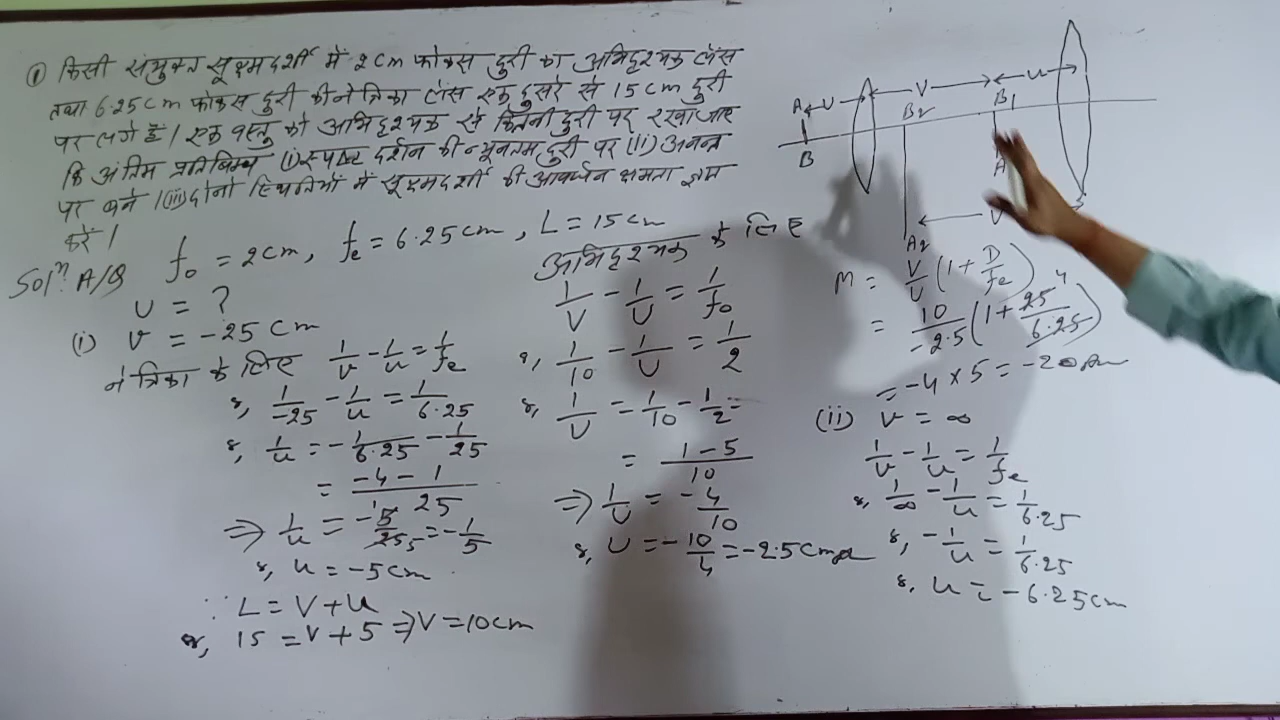 ① किसी संयुक्त सूक्ष्मदर्शी में 2cm फोकस दुरी का अभिदृश्यक लेंस
तथा 6.25cm फोकस दुरी की नेत्रिका लेंस एक दुसरे से 15cm दुरी
पर लगे हैं। एक वस्तु को अभिदृश्यक से कितनी दुरी पर रखा जाए
कि अंतिम प्रतिबिम्ब (i) स्पष्ट दर्शन की न्यूनतम दुरी पर (ii) अनन्त
पर बने। (iii) दोनो स्थितियों में सूक्ष्मदर्शी की आवर्धन क्षमता ज्ञात
करें।
Solⁿ: A/Q f₀ = 2cm, fe = 6.25cm, L = 15cm
U = ?
(i) v = -25 cm
नेत्रिका के लिए 1/v - 1/u = 1/fe
∴, 1/-25 - 1/u = 1/6.25
∴, 1/u = -1/6.25 - 1/25
= -4-1/25
⇒ 1/u = -5/25 5 = -1/5
∴, u = -5cm
∵ L = V+u
∴, 15 = V+5 ⇒ V = 10cm
अभिदृश्यक के लिए
1/V - 1/U = 1/f₀
∴, 1/10 - 1/U = 1/2
∴, 1/U = 1/10 - 1/2
= 1-5/10
⇒ 1/U = -4/10
∴, U = -10/4 = -2.5cm
A U V B₂ B₁ u
B A
A₂ v
M = V/U (1 + D/fe)
= 10/-2.5 (1 + 25 4/6.25)
= -4×5 = -20
(ii) v = ∞
1/v - 1/u = 1/fe
∴, 1/∞ - 1/u = 1/6.25
∴, -1/u = 1/6.25
∴, u = -6.25cm